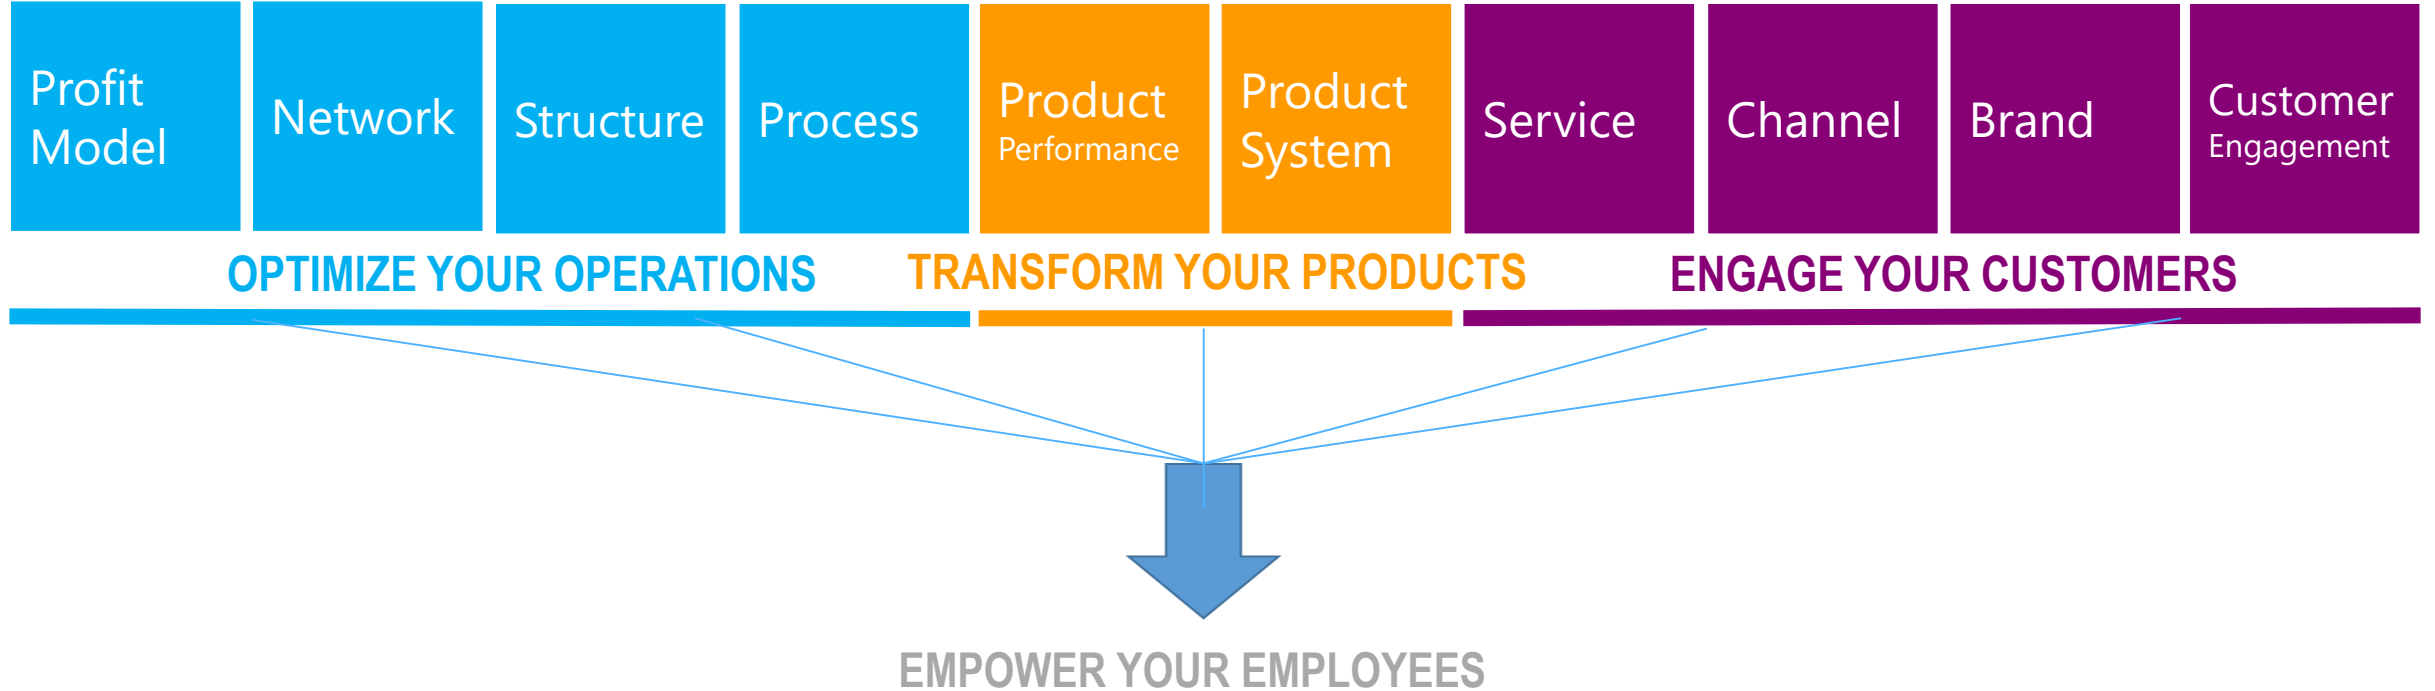 Profit
Model
Network
Structure
Process
Product
Performance
Product
System
Service
Channel
Brand
Customer
Engagement
OPTIMIZE YOUR OPERATIONS
TRANSFORM YOUR PRODUCTS
ENGAGE YOUR CUSTOMERS
EMPOWER YOUR EMPLOYEES